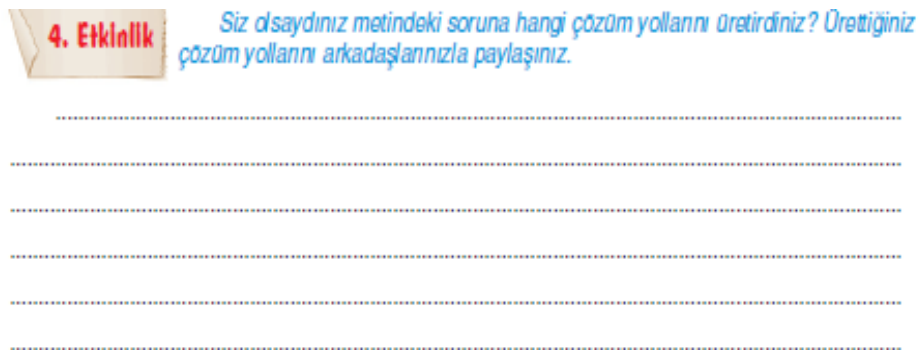 4. Etkinlik
Siz olsaydınız metindeki soruna hangi çözüm yollarını üretirdiniz? Ürettiğiniz
çözüm yollarını arkadaşlarınızla paylaşınız.